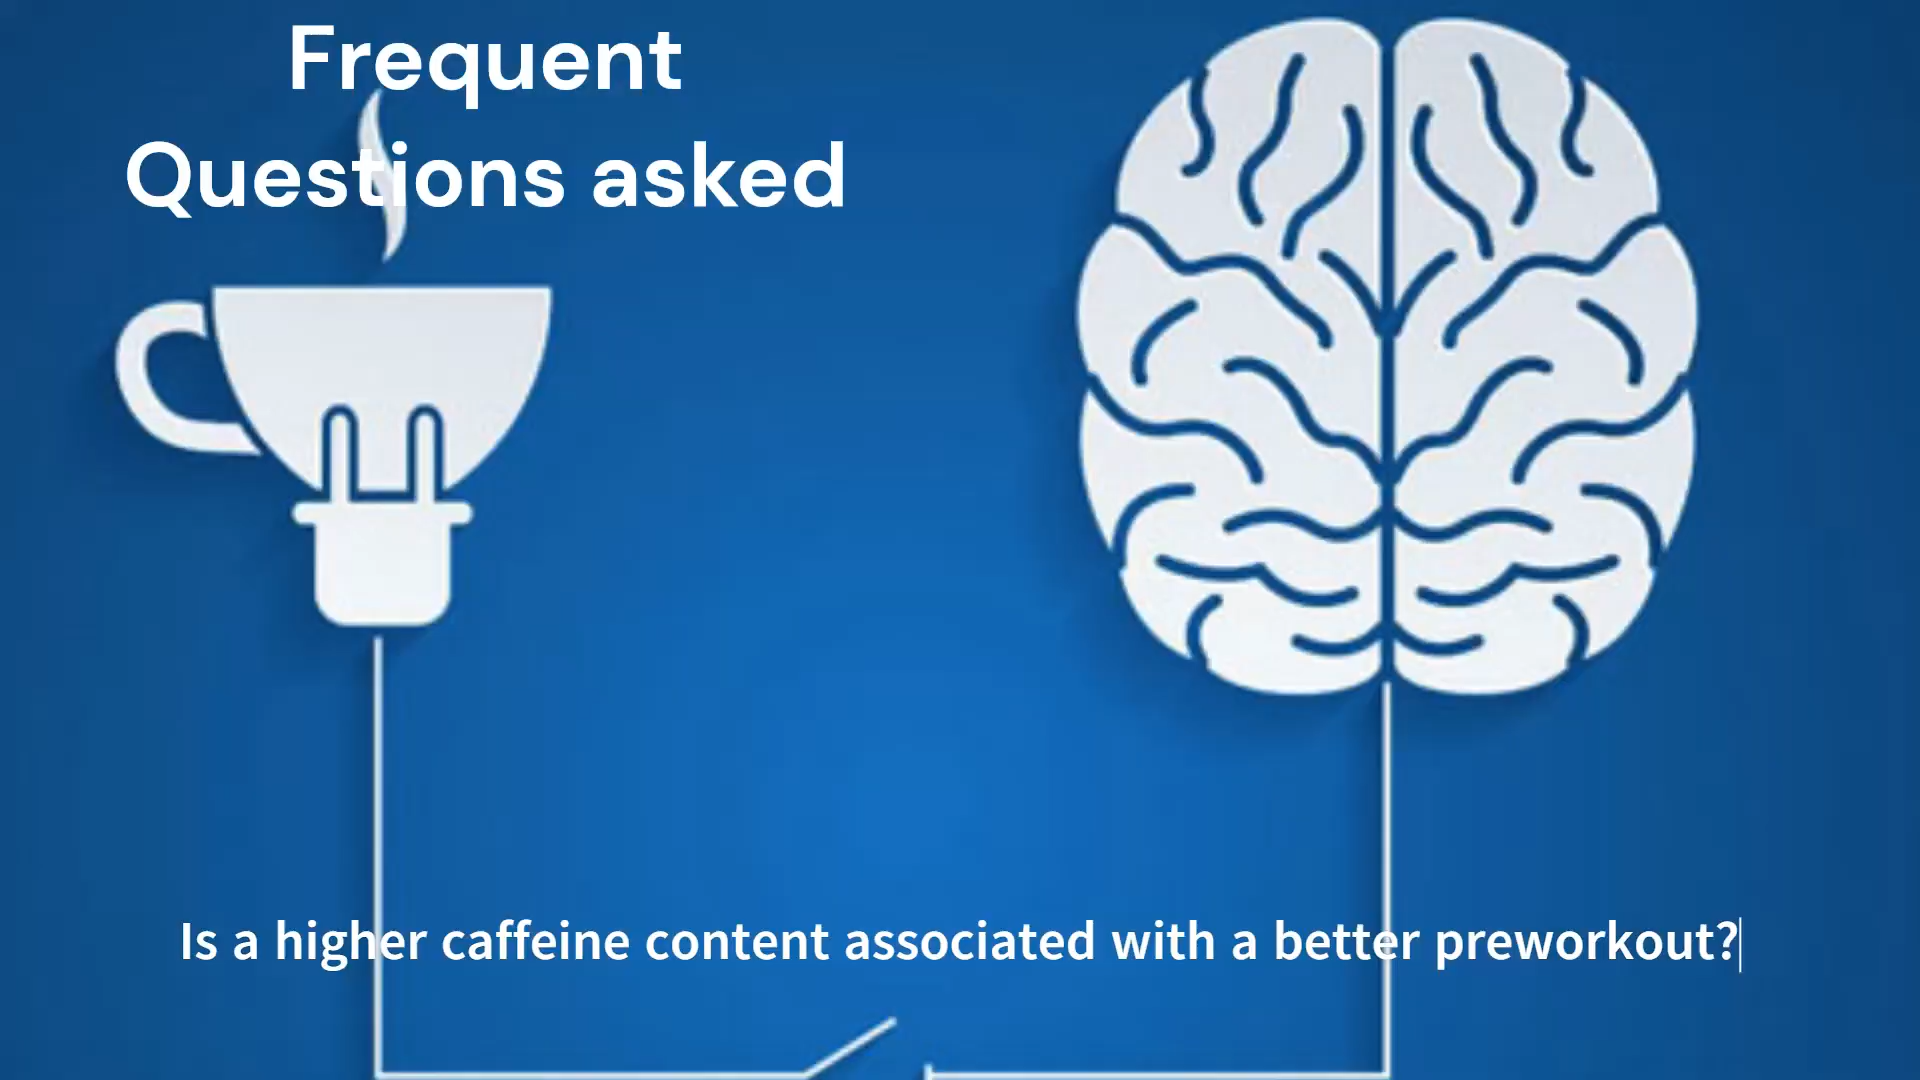 Frequent
Questions asked
Is a higher caffeine content associated with a better preworkout?